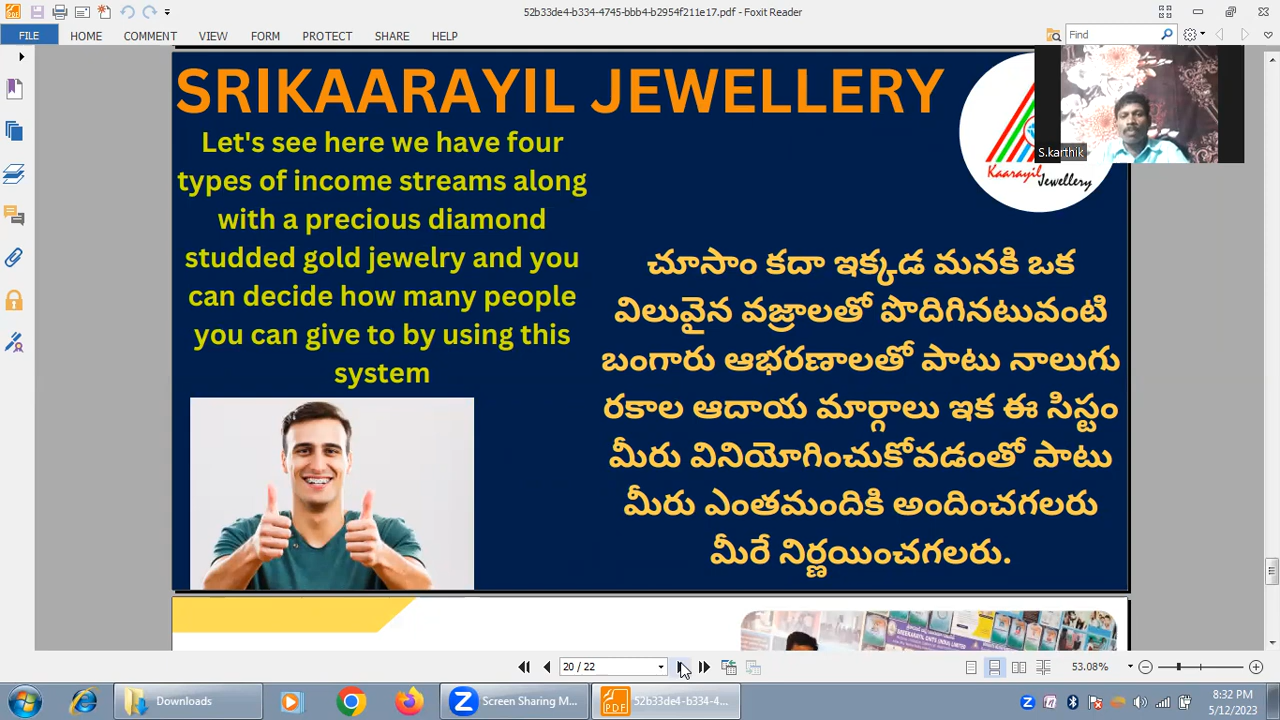 52b33de4-b334-4745-bbb4-b2954f211e17.pdf - Foxit Reader
FILE HOME COMMENT VIEW FORM PROTECT SHARE HELP
Find
SRIKAARAYIL JEWELLERY
Let's see here we have four
types of income streams along
with a precious diamond
studded gold jewelry and you
can decide how many people
you can give to by using this
system
Kaarayil
Jewellery
S.karthik
చూసాం కదా ఇక్కడ మనకి ఒక
విలువైన వజ్రాలతో పొదిగినటువంటి
బంగారు ఆభరణాలతో పాటు నాలుగు
రకాల ఆదాయ మార్గాలు ఇక ఈ సిస్టం
మీరు వినియోగించుకోవడంతో పాటు
మీరు ఎంతమందికి అందించగలరు
మీరే నిర్ణయించగలరు.
20 / 22
53.08%
Downloads
Screen Sharing M...
52b33de4-b334-4...
8:32 PM
5/12/2023